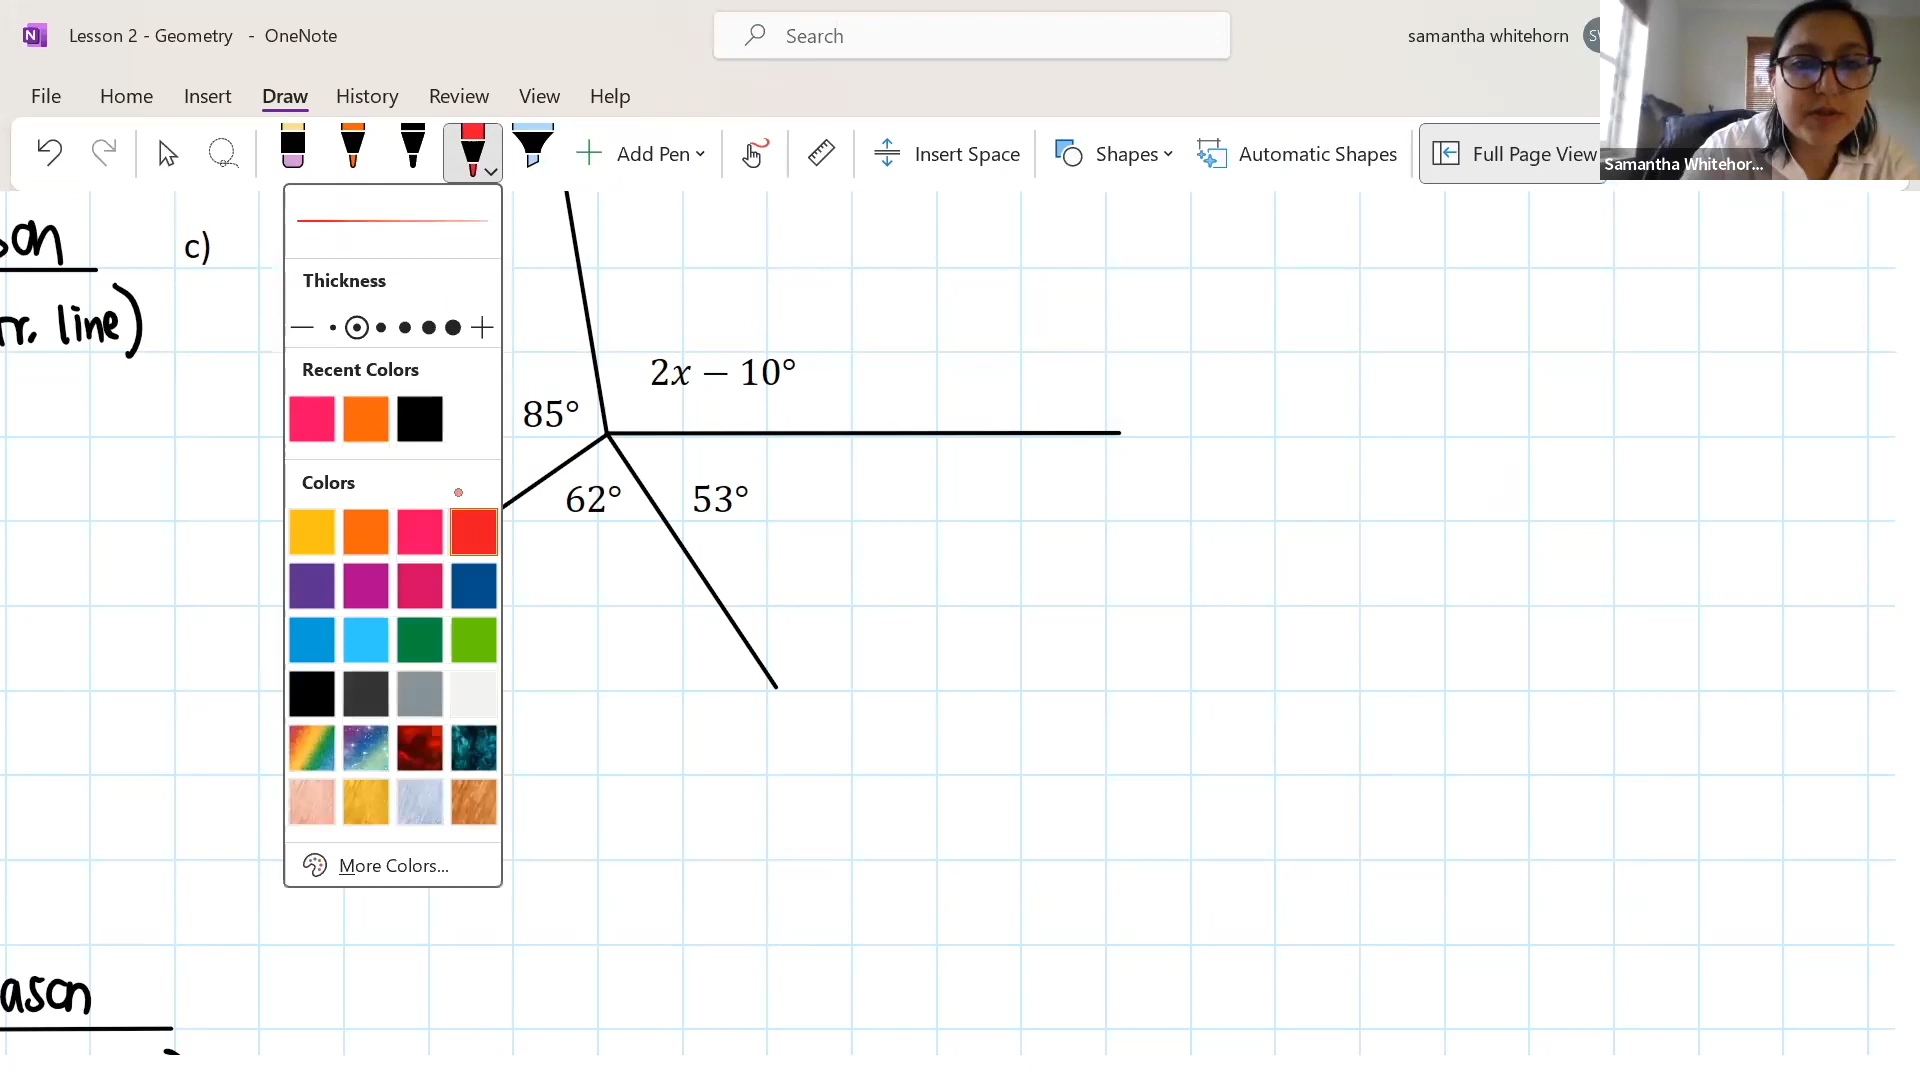 Lesson 2 - Geometry - OneNote
Search
samantha whitehorn
File Home Insert Draw History Review View Help
Add Pen
Insert Space
Shapes
Automatic Shapes
Full Page View
Samantha Whitehor...
c)
line)
Thickness
Recent Colors
Colors
More Colors...
2x − 10°
85°
62°
53°